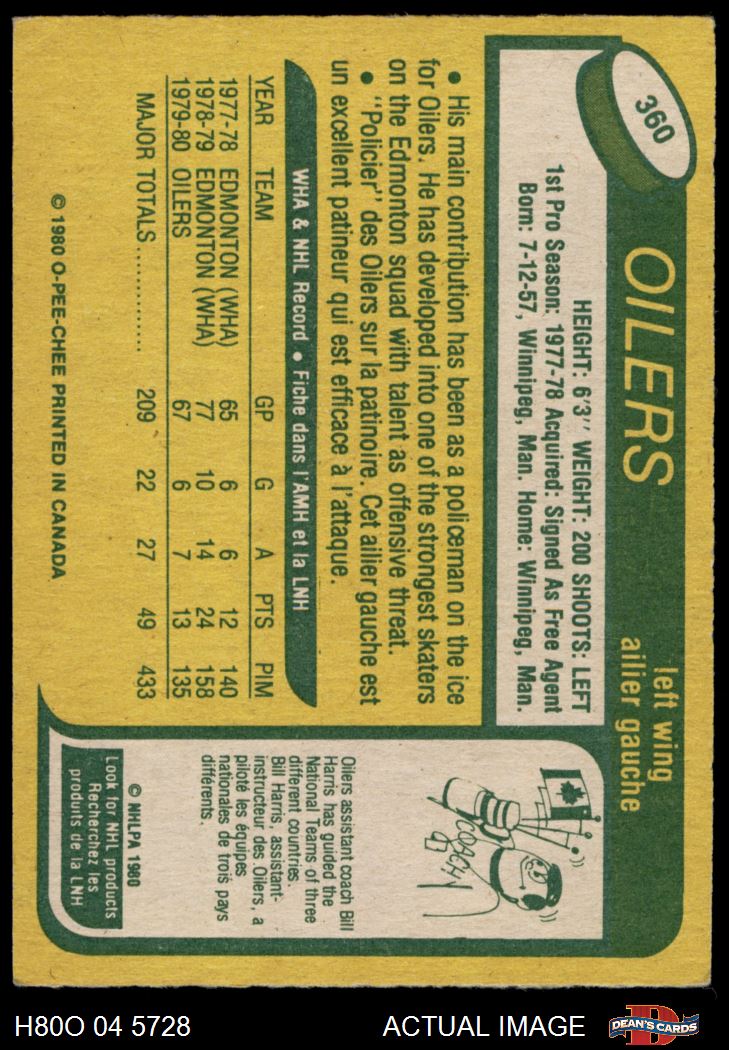 360
OILERS
left wing
ailier gauche
HEIGHT: 6'3'' WEIGHT: 200 SHOOTS: LEFT
1st Pro Season: 1977-78 Acquired: Signed As Free Agent
Born: 7-12-57, Winnipeg, Man. Home: Winnipeg, Man.
• His main contribution has been as a policeman on the ice
for Oilers. He has developed into one of the strongest skaters
on the Edmonton squad with talent as offensive threat.
• "Policier" des Oilers sur la patinoire. Cet ailier gauche est
un excellent patineur qui est efficace à l'attaque.
WHA & NHL Record • Fiche dans l'AMH et la LNH
YEAR TEAM GP G A PTS PIM
1977-78 EDMONTON (WHA) 65 6 6 12 140
1978-79 EDMONTON (WHA) 77 10 14 24 158
1979-80 OILERS 67 6 7 13 135
MAJOR TOTALS............. 209 22 27 49 433
© 1980 O-PEE-CHEE PRINTED IN CANADA
COACH
Oilers assistant coach Bill
Harris has guided the
National Teams of three
different countries.
Bill Harris, assistant-
instructeur des Oilers, a
piloté les équipes
nationales de trois pays
différents.
© NHLPA 1980
Look for NHL products
Recherchez les
produits de la LNH
H80O 04 5728
ACTUAL IMAGE
D
DEAN'S CARDS